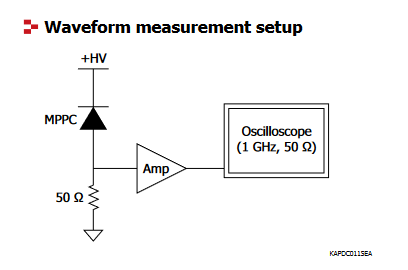 Waveform measurement setup
+HV
MPPC
Amp
Oscilloscope
(1 GHz, 50 Ω)
50 Ω
KAPDC0115EA